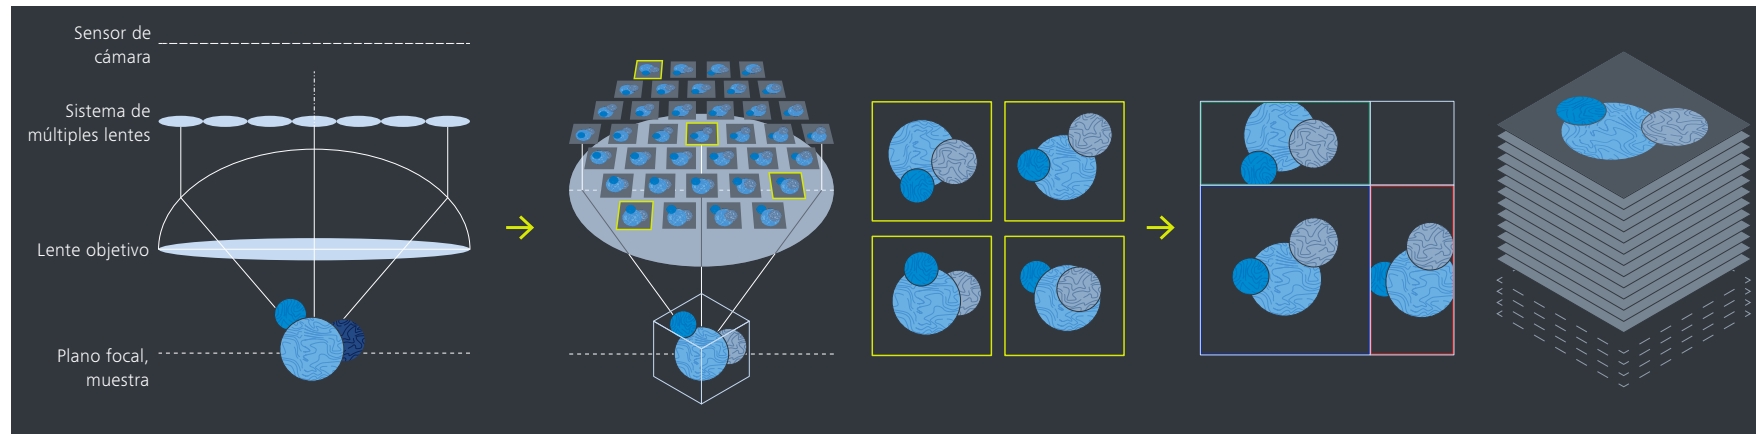 Sensor de
cámara
Sistema de
múltiples lentes
Lente objetivo
Plano focal,
muestra